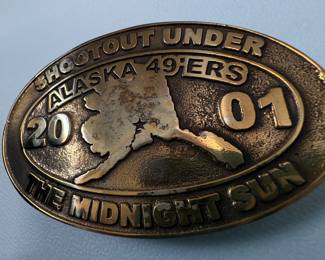 SHOOTOUT UNDER
ALASKA 49'ERS
20 01
THE MIDNIGHT SUN